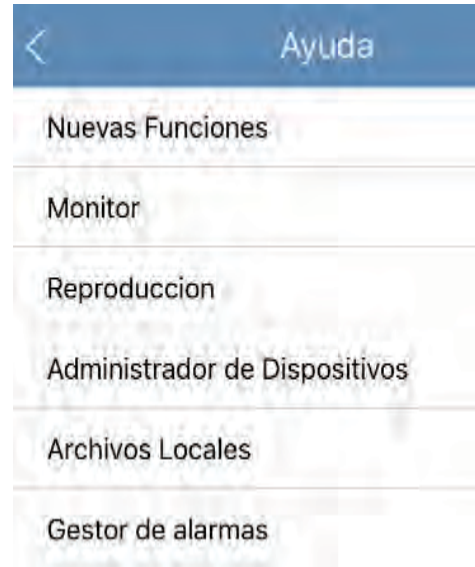 Ayuda
Nuevas Funciones
Monitor
Reproduccion
Administrador de Dispositivos
Archivos Locales
Gestor de alarmas